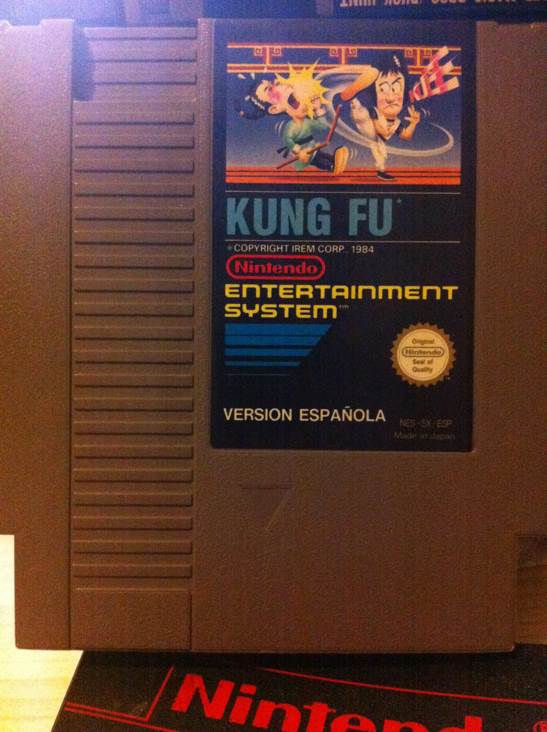 KUNG FU*
* COPYRIGHT IREM CORP. 1984
Nintendo
ENTERTAINMENT
SYSTEM™
Original
Nintendo
Seal of
Quality
VERSION ESPAÑOLA
NES-SX-ESP
Made in Japan
Nintend